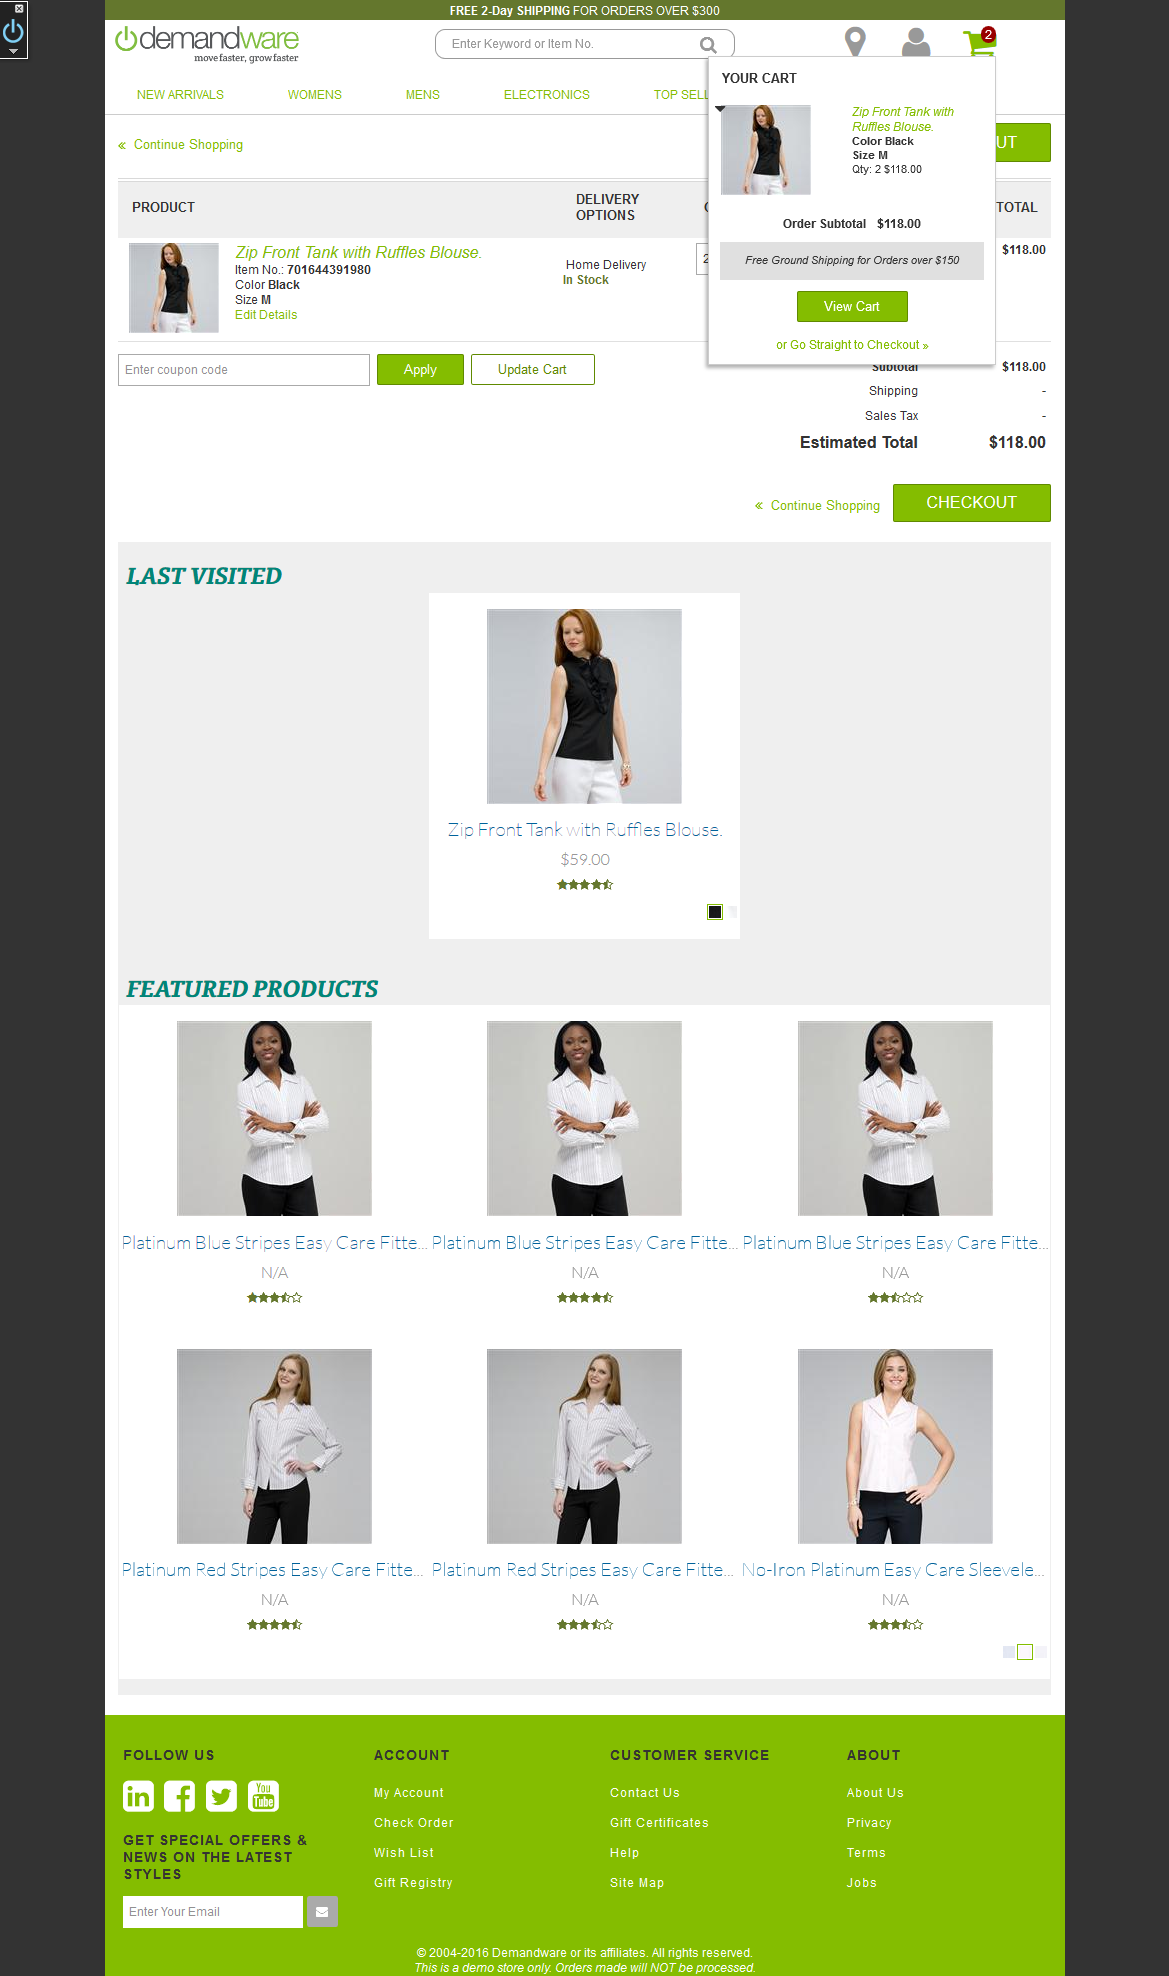 FREE 2-Day SHIPPING FOR ORDERS OVER $300
demandware
move faster, grow faster
Enter Keyword or Item No.
2
NEW ARRIVALS
WOMENS
MENS
ELECTRONICS
TOP SELL
YOUR CART
Zip Front Tank with
Ruffles Blouse.
Color Black
Size M
Qty: 2 $118.00
Order Subtotal $118.00
Free Ground Shipping for Orders over $150
View Cart
or Go Straight to Checkout »
« Continue Shopping
UT
PRODUCT
DELIVERY
OPTIONS
TOTAL
Zip Front Tank with Ruffles Blouse.
Item No.: 701644391980
Color Black
Size M
Edit Details
Home Delivery
In Stock
2
$118.00
Enter coupon code
Apply
Update Cart
Subtotal $118.00
Shipping -
Sales Tax -
Estimated Total $118.00
« Continue Shopping
CHECKOUT
LAST VISITED
Zip Front Tank with Ruffles Blouse.
$59.00
FEATURED PRODUCTS
Platinum Blue Stripes Easy Care Fitte...
N/A
Platinum Blue Stripes Easy Care Fitte...
N/A
Platinum Blue Stripes Easy Care Fitte...
N/A
Platinum Red Stripes Easy Care Fitte...
N/A
Platinum Red Stripes Easy Care Fitte...
N/A
No-Iron Platinum Easy Care Sleevele...
N/A
FOLLOW US
in
You
Tube
GET SPECIAL OFFERS &
NEWS ON THE LATEST
STYLES
Enter Your Email
ACCOUNT
My Account
Check Order
Wish List
Gift Registry
CUSTOMER SERVICE
Contact Us
Gift Certificates
Help
Site Map
ABOUT
About Us
Privacy
Terms
Jobs
© 2004-2016 Demandware or its affiliates. All rights reserved.
This is a demo store only. Orders made will NOT be processed.